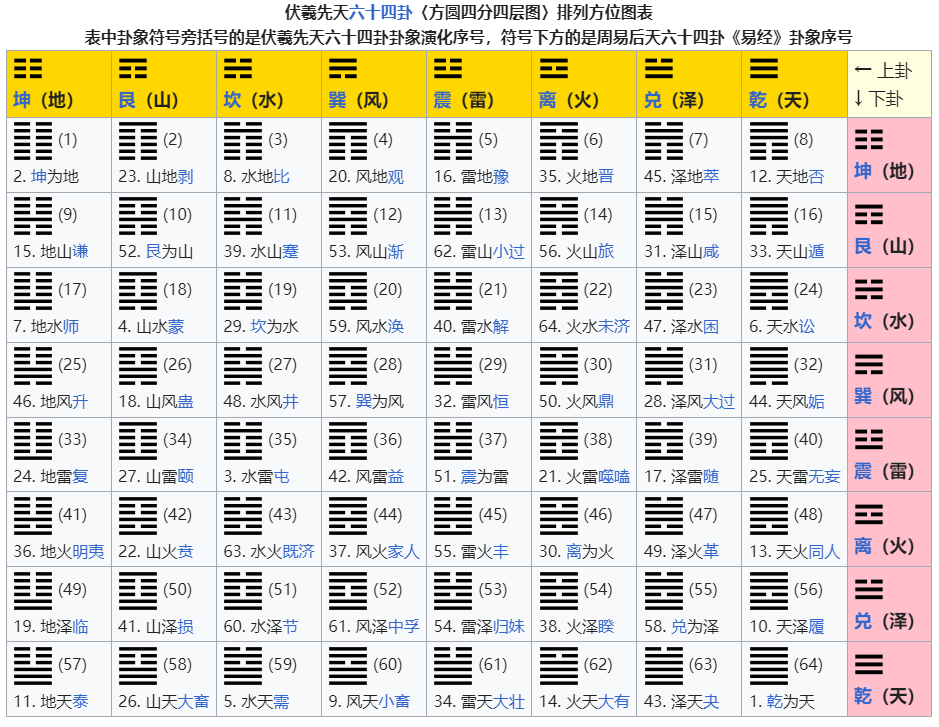 伏羲先天六十四卦〈方圆四分四层图〉排列方位图表
表中卦象符号旁括号的是伏羲先天六十四卦卦象演化序号，符号下方的是周易后天六十四卦《易经》卦象序号
坤（地） 艮（山） 坎（水） 巽（风） 震（雷） 离（火） 兑（泽） 乾（天） ←上卦
↓下卦
(1) (2) (3) (4) (5) (6) (7) (8)
2. 坤为地 23. 山地剥 8. 水地比 20. 风地观 16. 雷地豫 35. 火地晋 45. 泽地萃 12. 天地否 坤（地）
(9) (10) (11) (12) (13) (14) (15) (16)
15. 地山谦 52. 艮为山 39. 水山蹇 53. 风山渐 62. 雷山小过 56. 火山旅 31. 泽山咸 33. 天山遁 艮（山）
(17) (18) (19) (20) (21) (22) (23) (24)
7. 地水师 4. 山水蒙 29. 坎为水 59. 风水涣 40. 雷水解 64. 火水未济 47. 泽水困 6. 天水讼 坎（水）
(25) (26) (27) (28) (29) (30) (31) (32)
46. 地风升 18. 山风蛊 48. 水风井 57. 巽为风 32. 雷风恒 50. 火风鼎 28. 泽风大过 44. 天风姤 巽（风）
(33) (34) (35) (36) (37) (38) (39) (40)
24. 地雷复 27. 山雷颐 3. 水雷屯 42. 风雷益 51. 震为雷 21. 火雷噬嗑 17. 泽雷随 25. 天雷无妄 震（雷）
(41) (42) (43) (44) (45) (46) (47) (48)
36. 地火明夷 22. 山火贲 63. 水火既济 37. 风火家人 55. 雷火丰 30. 离为火 49. 泽火革 13. 天火同人 离（火）
(49) (50) (51) (52) (53) (54) (55) (56)
19. 地泽临 41. 山泽损 60. 水泽节 61. 风泽中孚 54. 雷泽归妹 38. 火泽睽 58. 兑为泽 10. 天泽履 兑（泽）
(57) (58) (59) (60) (61) (62) (63) (64)
11. 地天泰 26. 山天大畜 5. 水天需 9. 风天小畜 34. 雷天大壮 14. 火天大有 43. 泽天夬 1. 乾为天 乾（天）